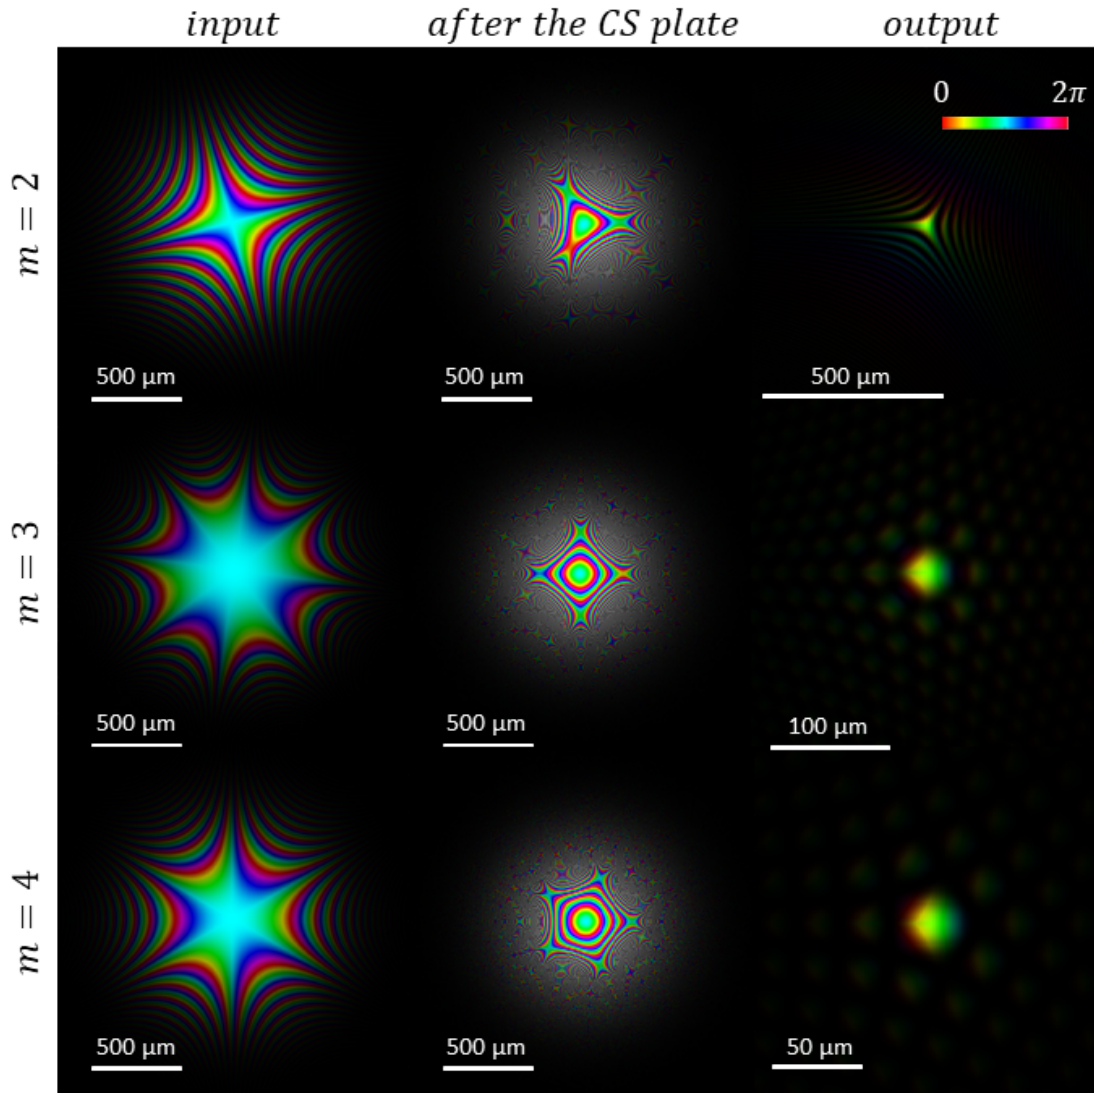 input after the CS plate output
0 2π
m = 2
500 µm 500 µm 500 µm
m = 3
500 µm 500 µm 100 µm
m = 4
500 µm 500 µm 50 µm